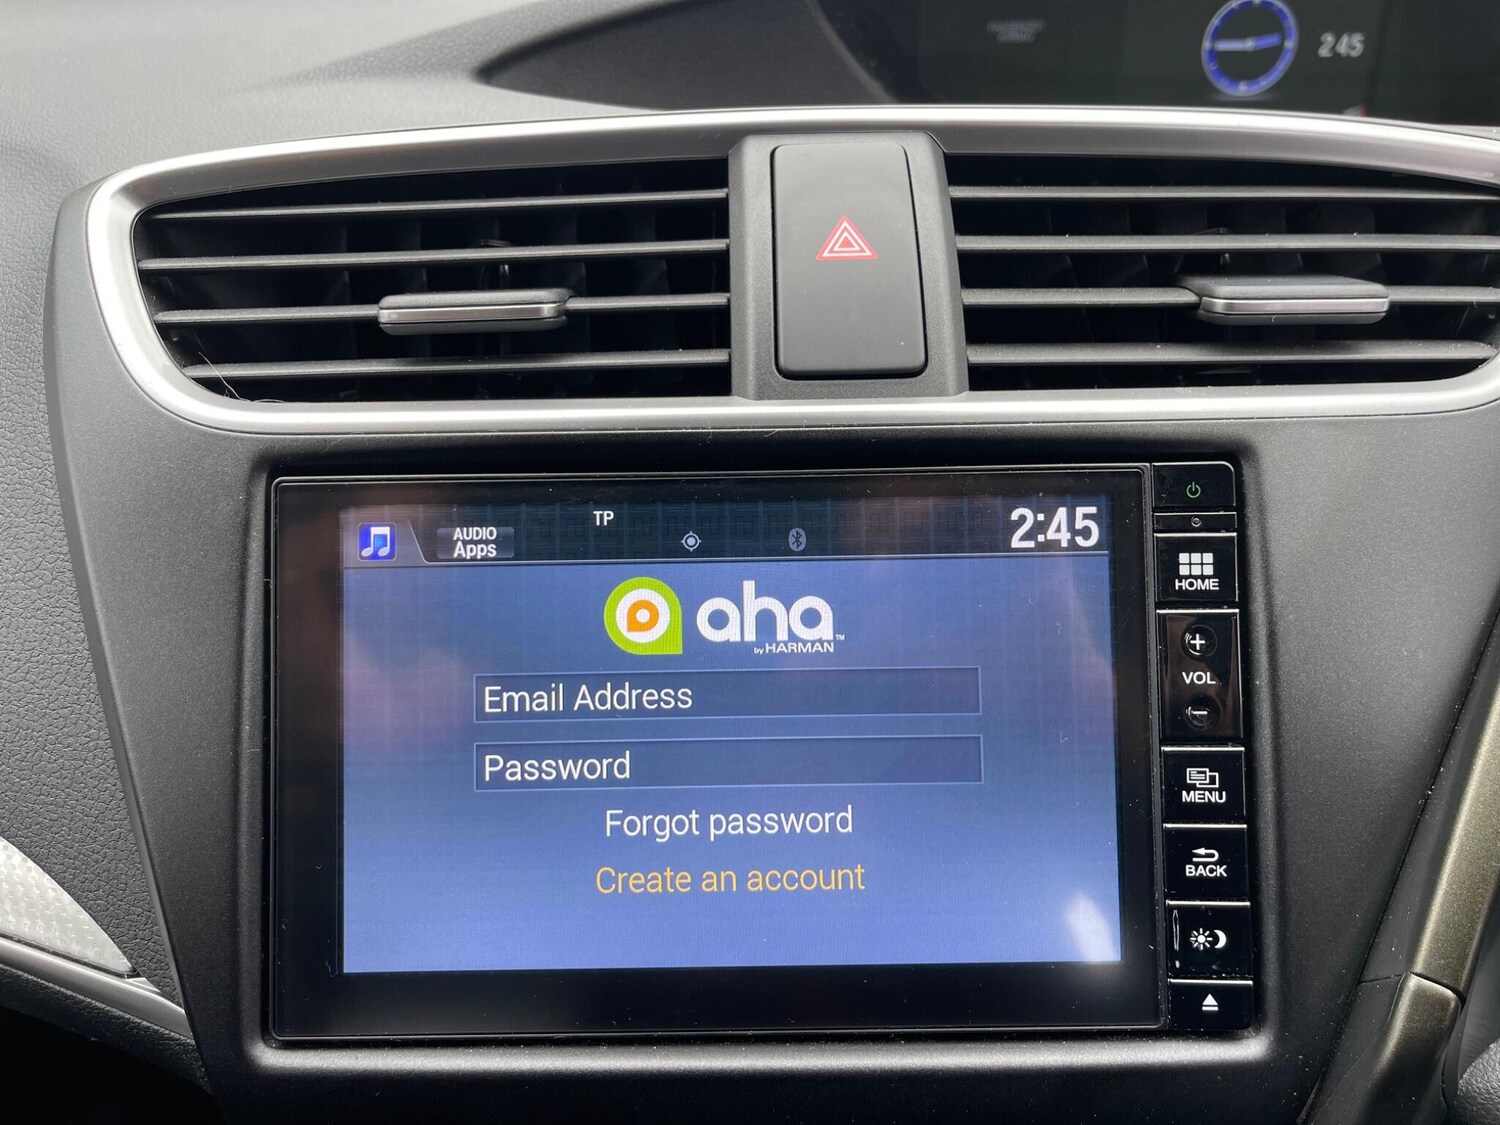 245
AUDIO
Apps
TP
2:45
aha™
by HARMAN
Email Address
Password
Forgot password
Create an account
HOME
+
VOL
−
MENU
BACK